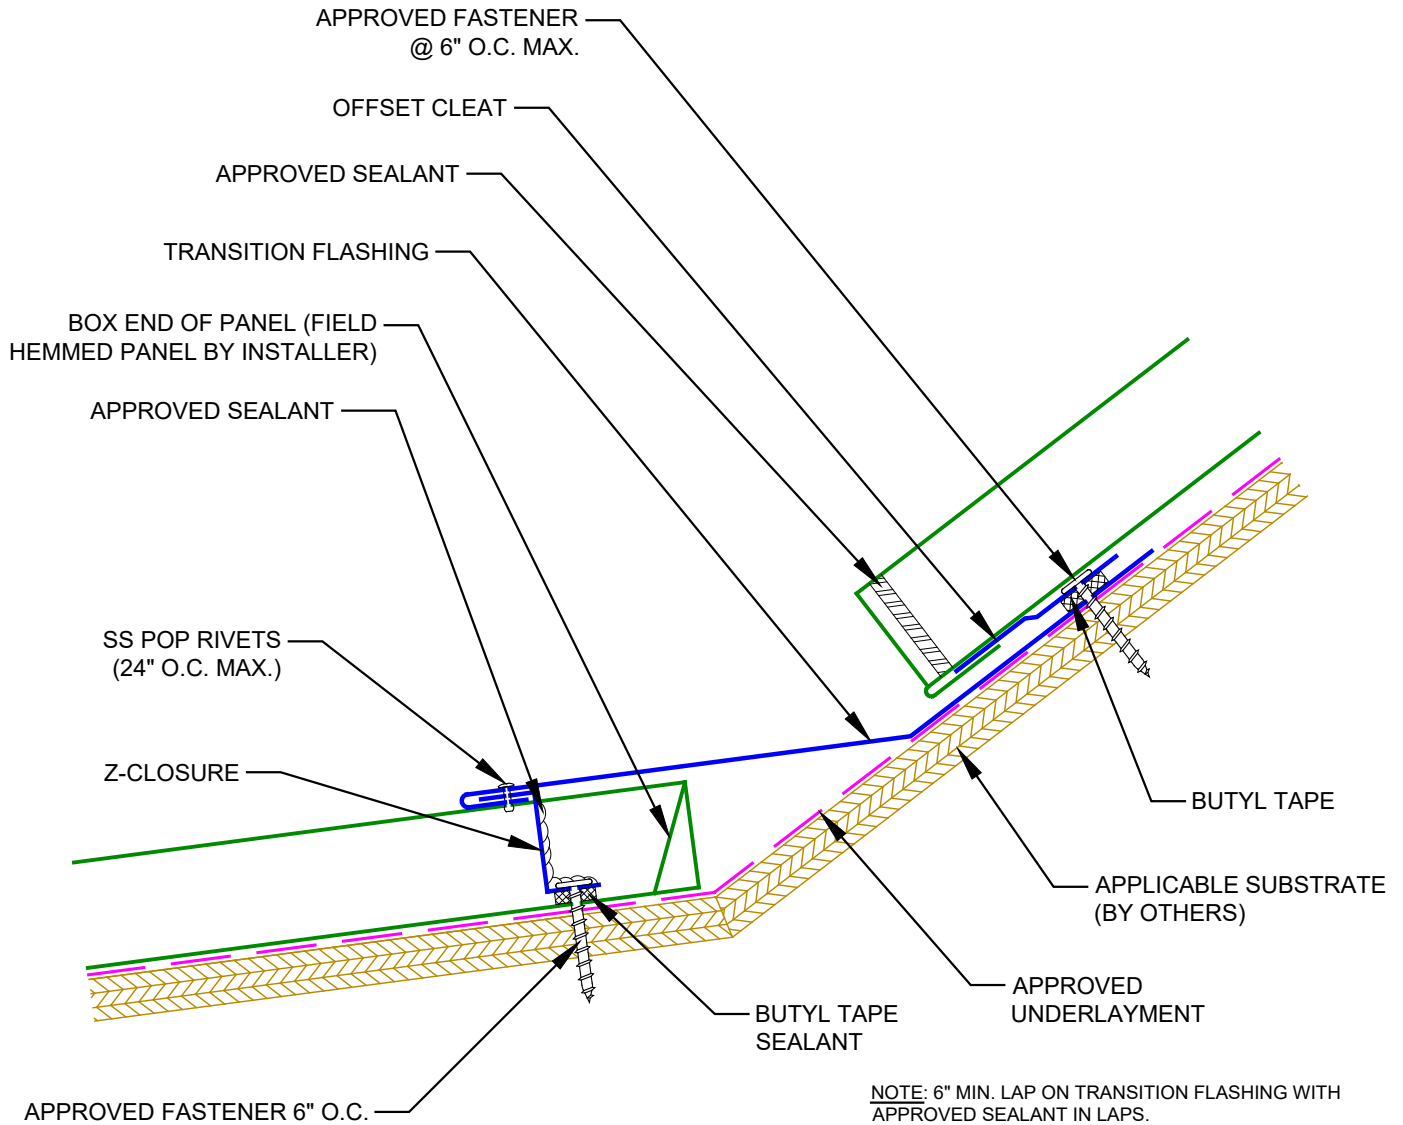 APPROVED FASTENER
@ 6" O.C. MAX.
OFFSET CLEAT
APPROVED SEALANT
TRANSITION FLASHING
BOX END OF PANEL (FIELD
HEMMED PANEL BY INSTALLER)
APPROVED SEALANT
SS POP RIVETS
(24" O.C. MAX.)
Z-CLOSURE
BUTYL TAPE
APPLICABLE SUBSTRATE
(BY OTHERS)
APPROVED
UNDERLAYMENT
BUTYL TAPE
SEALANT
APPROVED FASTENER 6" O.C.
NOTE: 6" MIN. LAP ON TRANSITION FLASHING WITH
APPROVED SEALANT IN LAPS.